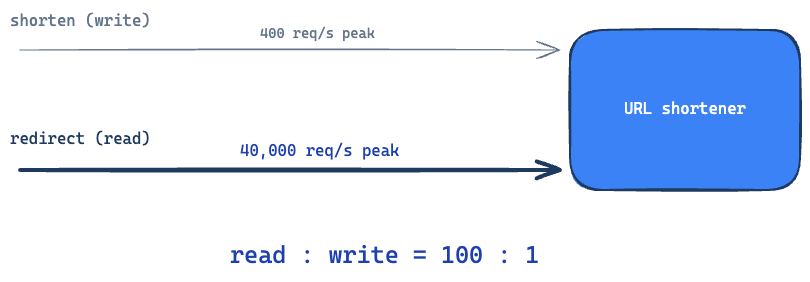 shorten (write)
400 req/s peak
URL shortener
redirect (read)
40,000 req/s peak
read : write = 100 : 1